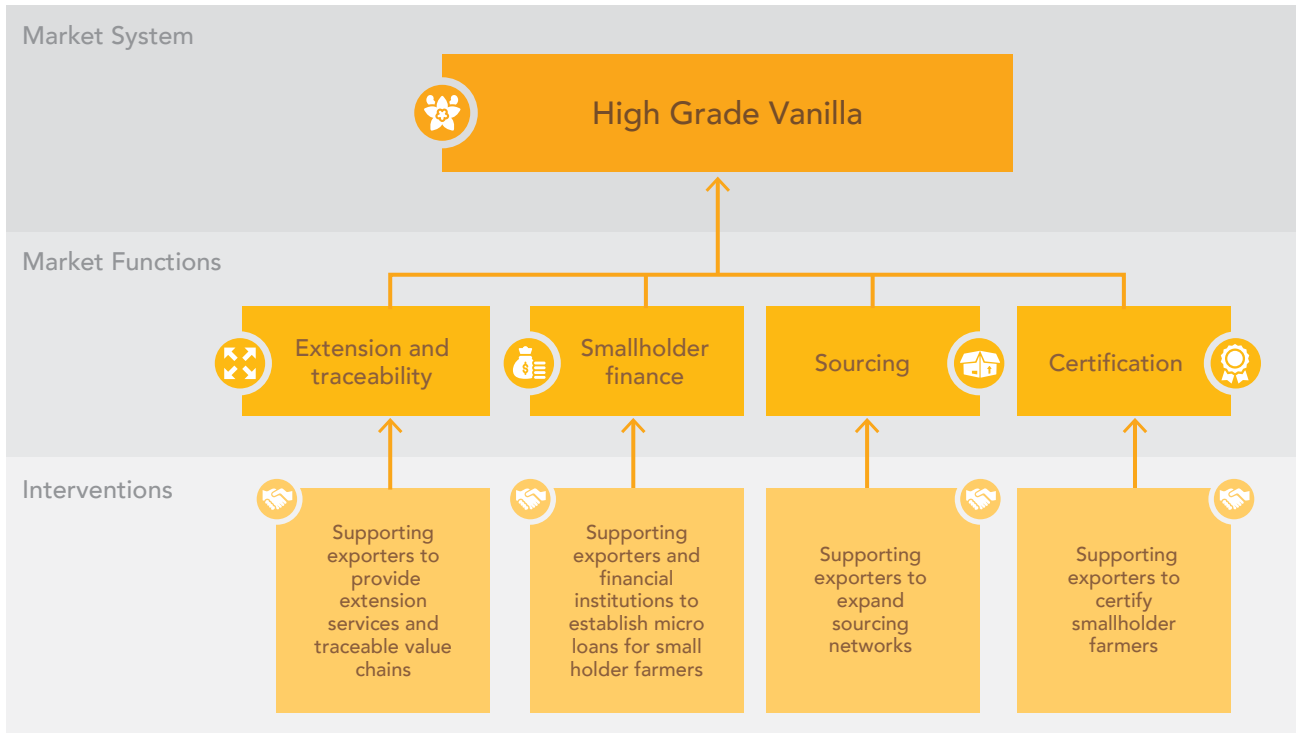 Market System
High Grade Vanilla
Market Functions
Extension and
traceability
Smallholder
finance
Sourcing
Certification
Interventions
Supporting
exporters to
provide
extension
services and
traceable value
chains
Supporting
exporters and
financial
institutions to
establish micro
loans for small
holder farmers
Supporting
exporters to
expand
sourcing
networks
Supporting
exporters to
certify
smallholder
farmers